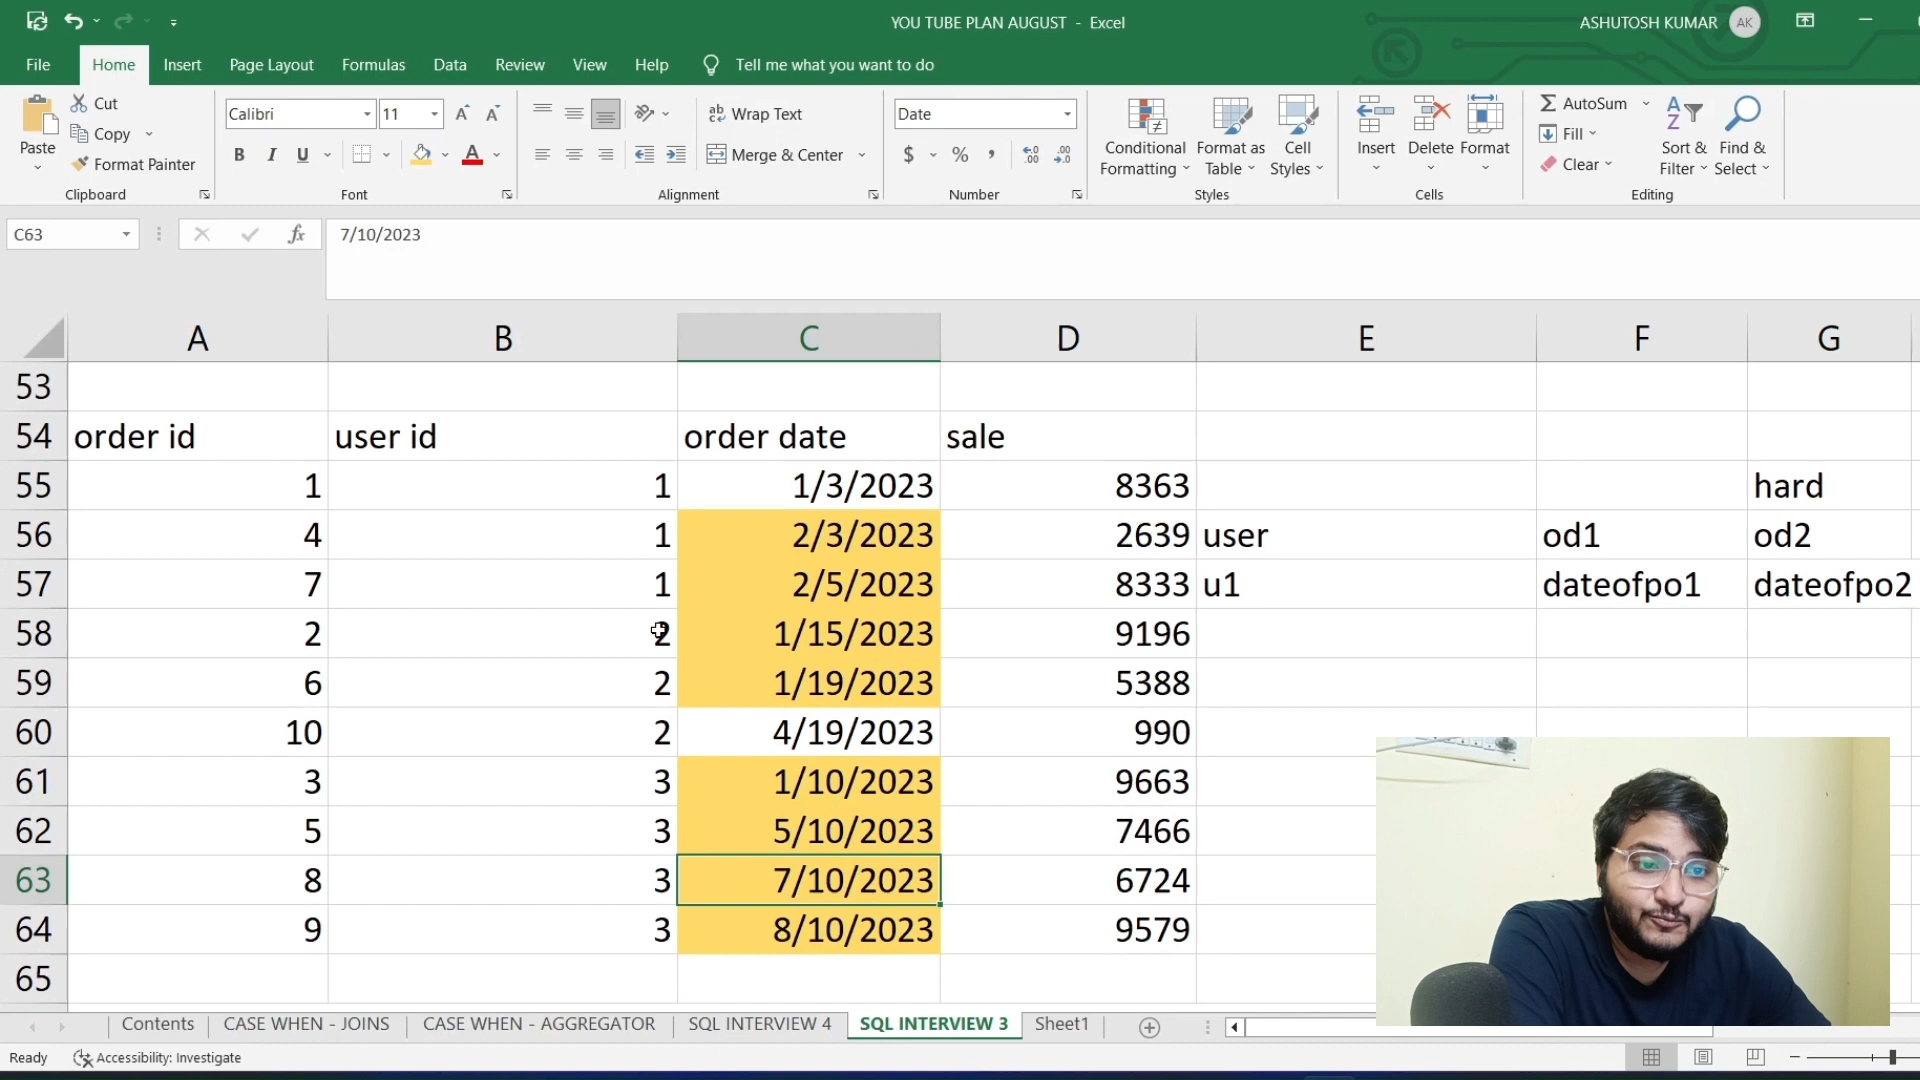 YOU TUBE PLAN AUGUST - Excel
ASHUTOSH KUMAR AK
File Home Insert Page Layout Formulas Data Review View Help Tell me what you want to do
Paste Cut Copy Format Painter Clipboard
Calibri 11 B I U A Font
ab Wrap Text Merge & Center Alignment
Date $ % , .00 Number
Conditional Formatting Format as Table Cell Styles Styles
Insert Delete Format Cells
AutoSum Fill Clear Sort & Filter Find & Select Editing
C63 fx 7/10/2023
A B C D E F G
53
54 order id user id order date sale
55 1 1 1/3/2023 8363 hard
56 4 1 2/3/2023 2639 user od1 od2
57 7 1 2/5/2023 8333 u1 dateofpo1 dateofpo2
58 2 2 1/15/2023 9196
59 6 2 1/19/2023 5388
60 10 2 4/19/2023 990
61 3 3 1/10/2023 9663
62 5 3 5/10/2023 7466
63 8 3 7/10/2023 6724
64 9 3 8/10/2023 9579
65
Contents CASE WHEN - JOINS CASE WHEN - AGGREGATOR SQL INTERVIEW 4 SQL INTERVIEW 3 Sheet1
Ready Accessibility: Investigate